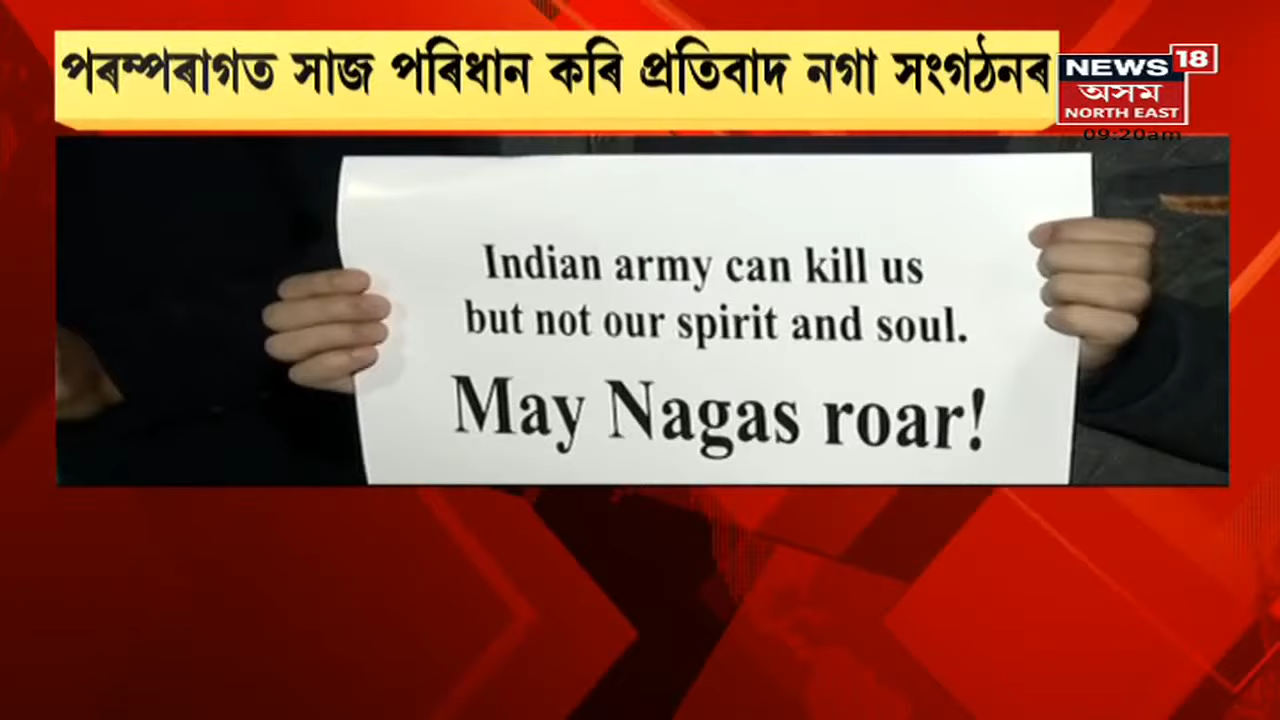 পৰম্পৰাগত সাজ পৰিধান কৰি প্ৰতিবাদ নগা সংগঠনৰ
NEWS 18
অসম
NORTH EAST
09:20am
Indian army can kill us
but not our spirit and soul.
May Nagas roar!